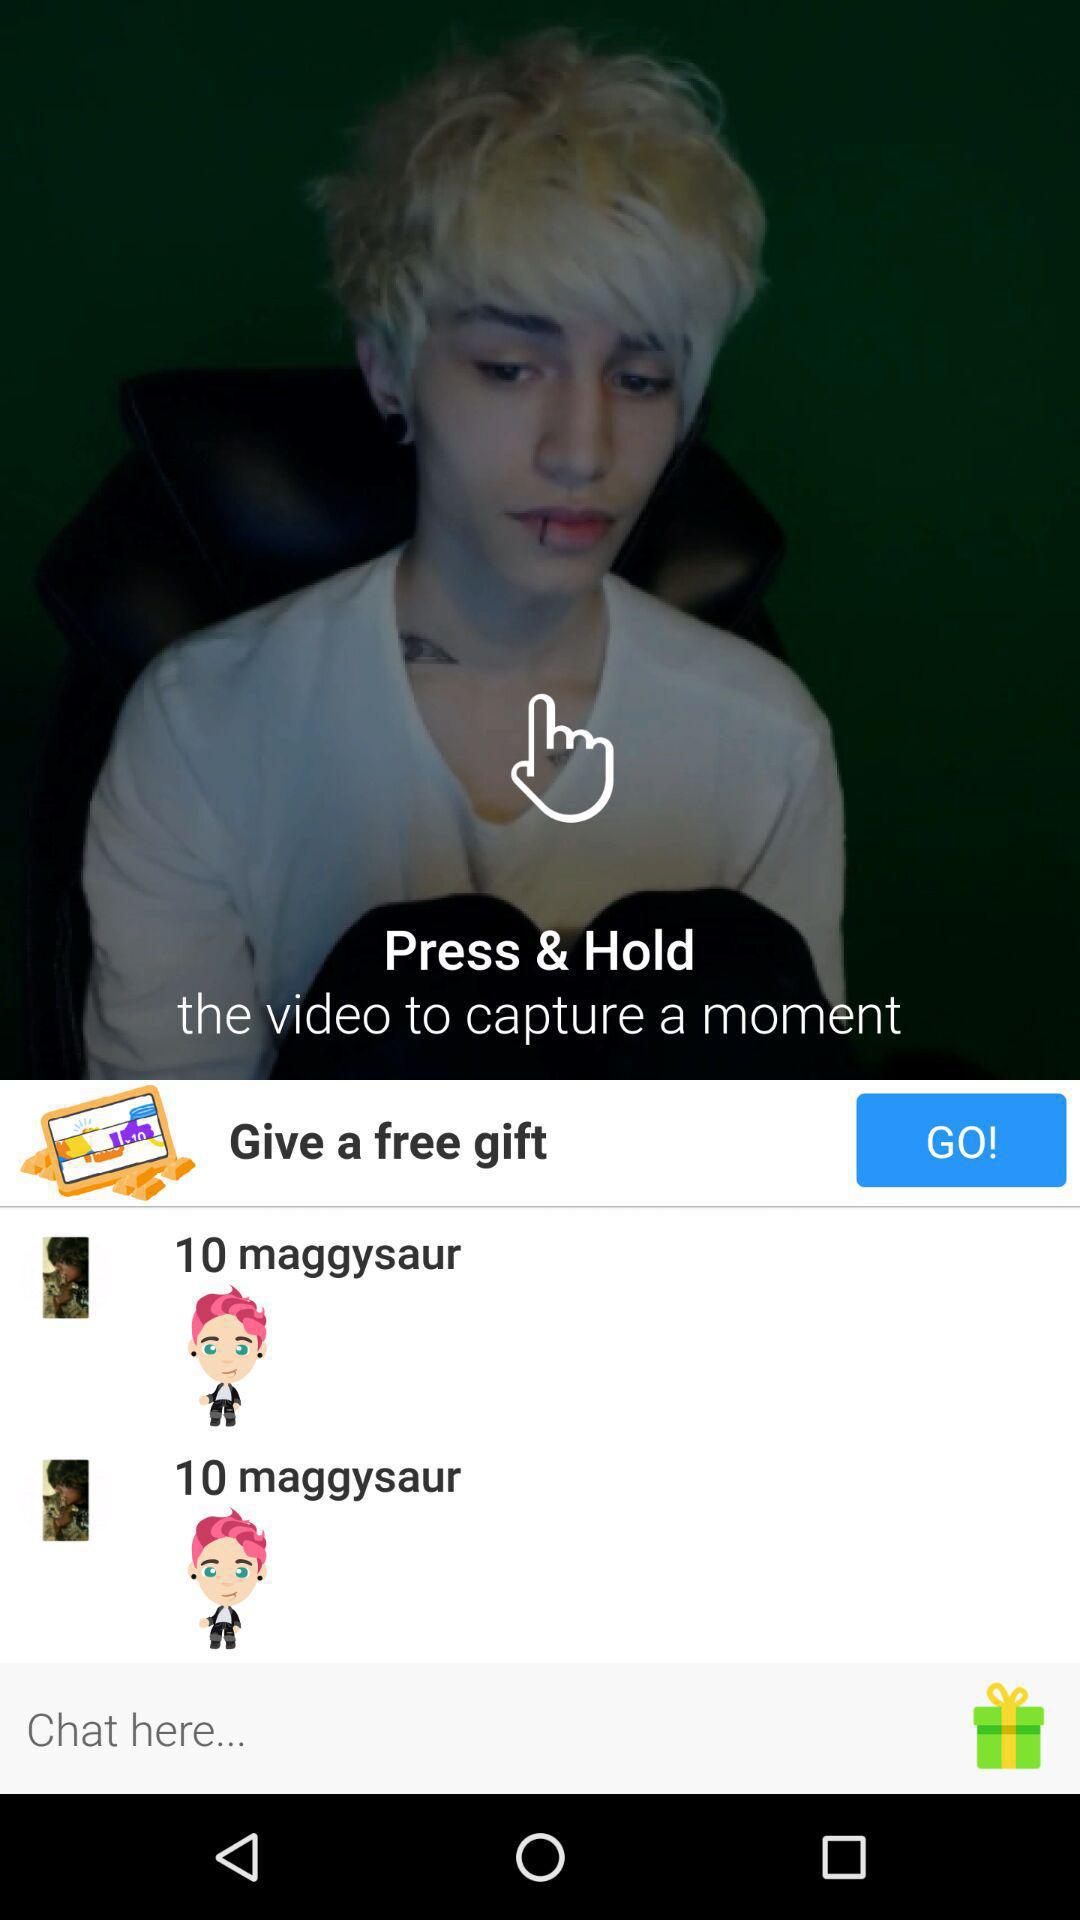 Press & Hold
the video to capture a moment
Give a free gift
GO!
10 maggysaur
10 maggysaur
Chat here...